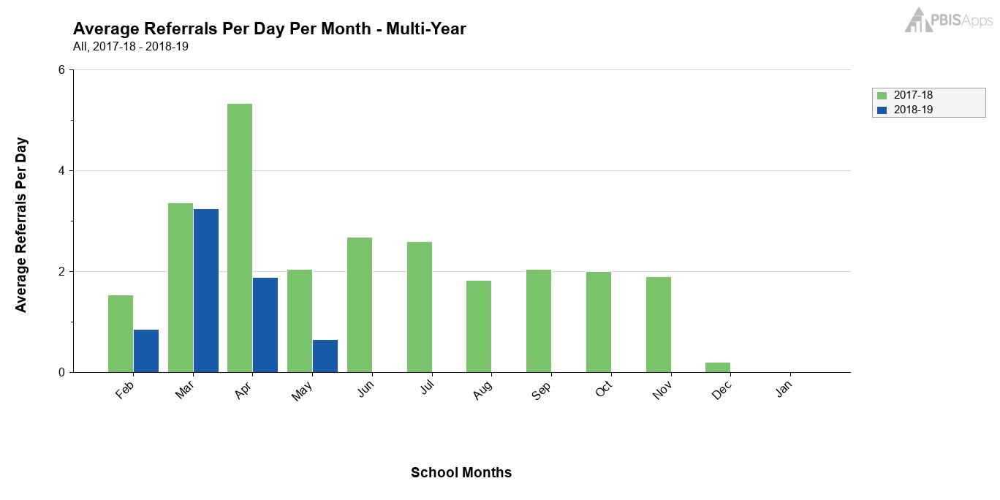 PBISApps
Average Referrals Per Day Per Month - Multi-Year
All, 2017-18 - 2018-19
6
4
2
0
Average Referrals Per Day
2017-18
2018-19
Feb Mar Apr May Jun Jul Aug Sep Oct Nov Dec Jan
School Months